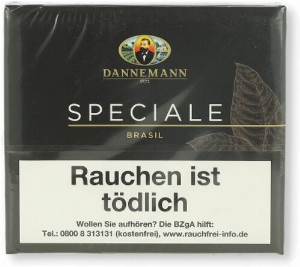 DANNEMANN
SPECIALE
BRASIL
Rauchen ist
tödlich
Wollen Sie aufhören? Die BZgA hilft:
Tel.: 0800 8 313131 (kostenfrei), www.rauchfrei-info.de